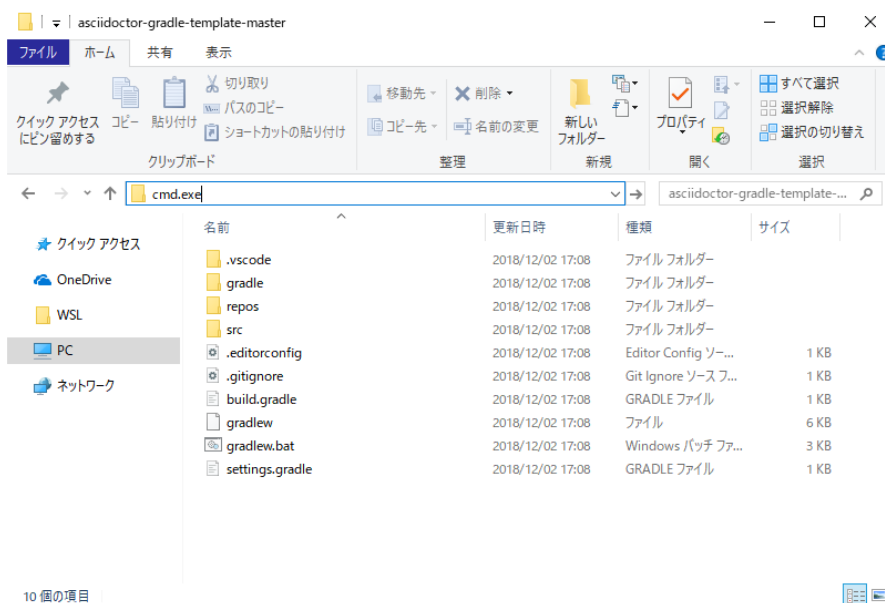 asciidoctor-gradle-template-master
ファイル ホーム 共有 表示
クイック アクセス
にピン留めする
コピー
貼り付け
切り取り
パスのコピー
ショートカットの貼り付け
クリップボード
移動先
コピー先
削除
名前の変更
整理
新しい
フォルダー
新規
プロパティ
開く
すべて選択
選択解除
選択の切り替え
選択
cmd.exe
asciidoctor-gradle-template-...
クイック アクセス
OneDrive
WSL
PC
ネットワーク
名前 更新日時 種類 サイズ
.vscode 2018/12/02 17:08 ファイル フォルダー
gradle 2018/12/02 17:08 ファイル フォルダー
repos 2018/12/02 17:08 ファイル フォルダー
src 2018/12/02 17:08 ファイル フォルダー
.editorconfig 2018/12/02 17:08 Editor Config ソー... 1 KB
.gitignore 2018/12/02 17:08 Git Ignore ソース フ... 1 KB
build.gradle 2018/12/02 17:08 GRADLE ファイル 1 KB
gradlew 2018/12/02 17:08 ファイル 6 KB
gradlew.bat 2018/12/02 17:08 Windows バッチ ファ... 3 KB
settings.gradle 2018/12/02 17:08 GRADLE ファイル 1 KB
10 個の項目